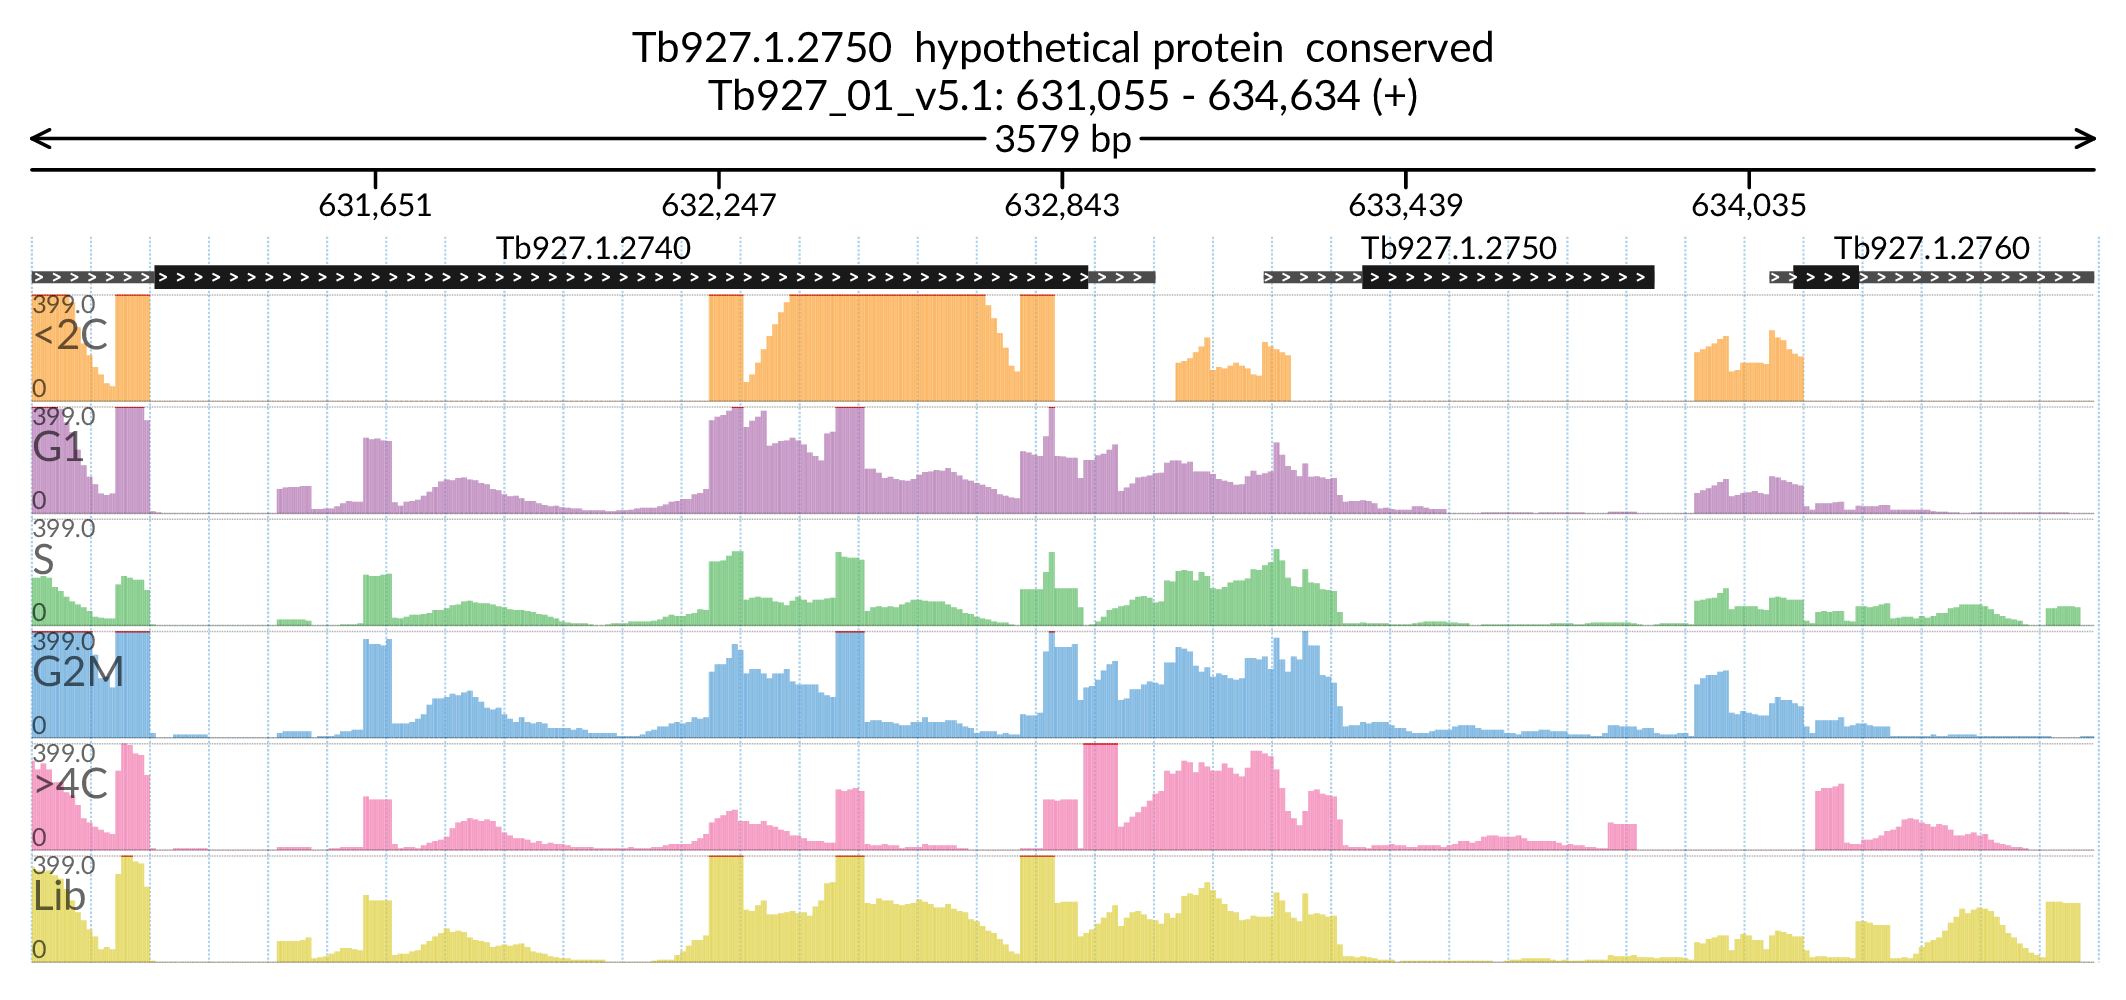 Tb927.1.2750 hypothetical protein conserved
Tb927_01_v5.1: 631,055 - 634,634 (+)
3579 bp
631,651 632,247 632,843 633,439 634,035
Tb927.1.2740 Tb927.1.2750 Tb927.1.2760
399.0
<2C
0
399.0
G1
0
399.0
S
0
399.0
G2M
0
399.0
>4C
0
399.0
Lib
0